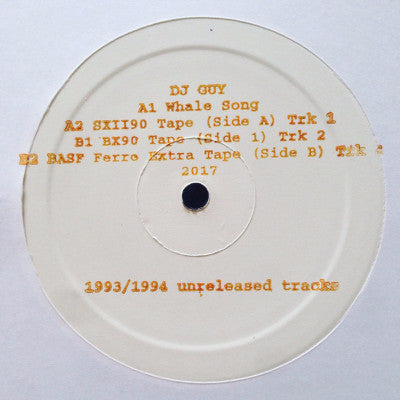 DJ GUY
A1 Whale Song
A2 SXII90 Tape (Side A) Trk 1
B1 BX90 Tape (Side 1) Trk 2
B2 BASF Ferro Extra Tape (Side B) Trk
2017
1993/1994 unreleased tracks